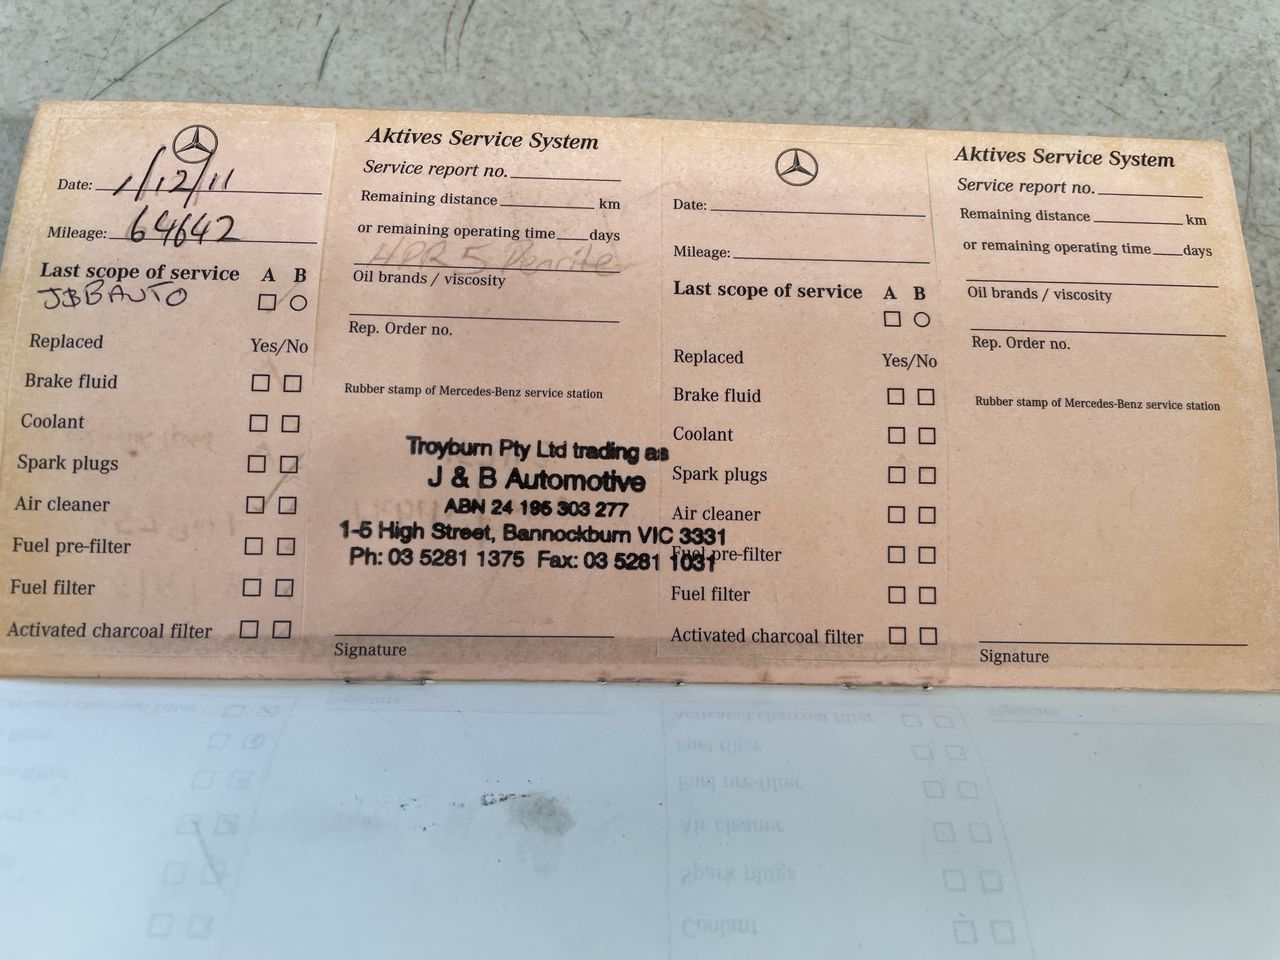 Date: 1/12/11
Mileage: 64642
Last scope of service A B
J&B AUTO
Replaced Yes/No
Brake fluid
Coolant
Spark plugs
Air cleaner
Fuel pre-filter
Fuel filter
Activated charcoal filter
Aktives Service System
Service report no.
Remaining distance km
or remaining operating time days
HPR 5 Penrite
Oil brands / viscosity
Rep. Order no.
Rubber stamp of Mercedes-Benz service station
Troyburn Pty Ltd trading as
J & B Automotive
ABN 24 195 303 277
1-5 High Street, Bannockburn VIC 3331
Ph: 03 5281 1375 Fax: 03 5281 1031
Signature
Date:
Mileage:
Last scope of service A B
Replaced Yes/No
Brake fluid
Coolant
Spark plugs
Air cleaner
Fuel pre-filter
Fuel filter
Activated charcoal filter
Aktives Service System
Service report no.
Remaining distance km
or remaining operating time days
Oil brands / viscosity
Rep. Order no.
Rubber stamp of Mercedes-Benz service station
Signature